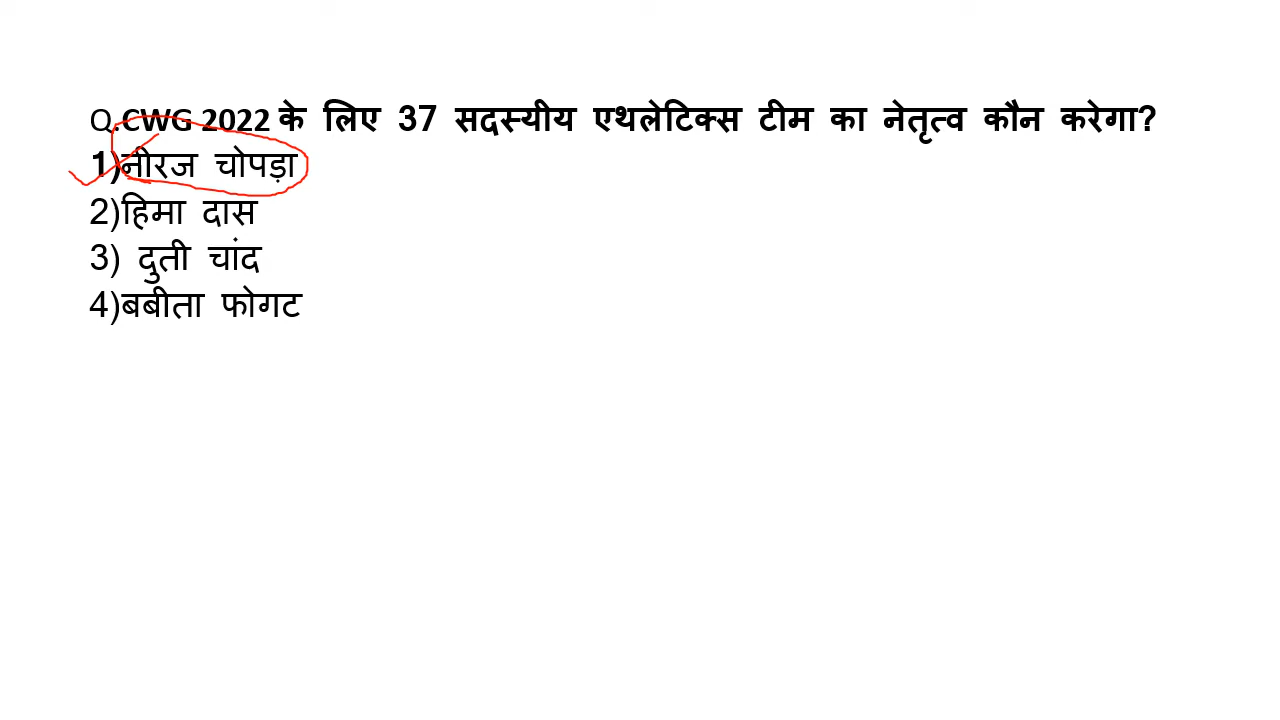 Q.CWG 2022 के लिए 37 सदस्यीय एथलेटिक्स टीम का नेतृत्व कौन करेगा?
1)नीरज चोपड़ा
2)हिमा दास
3) दुती चांद
4)बबीता फोगट